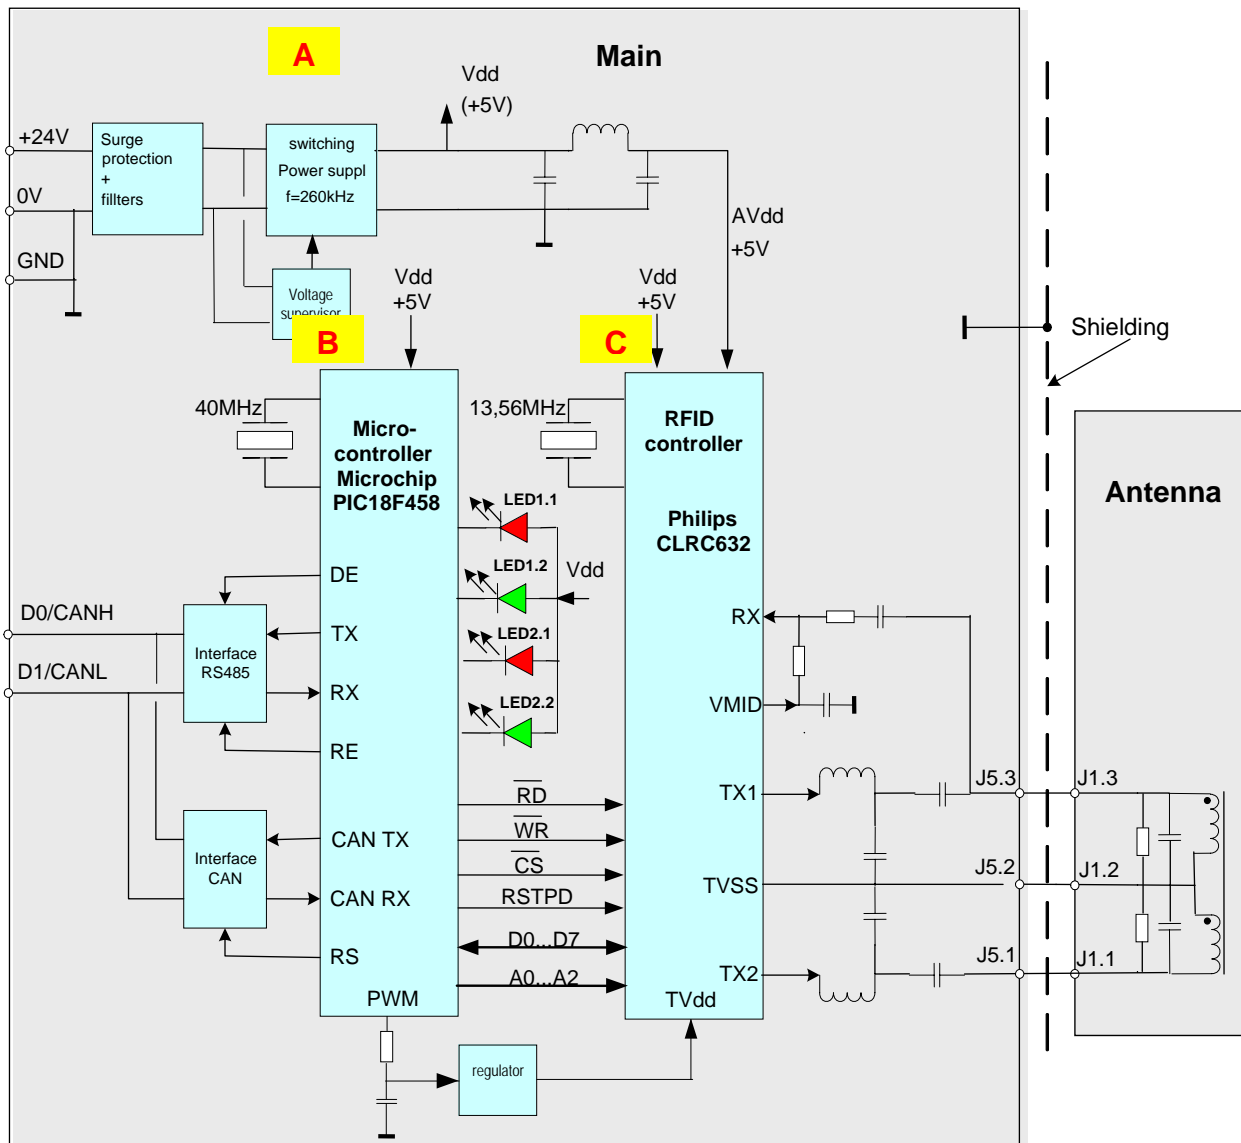 A
Main
Vdd
(+5V)
+24V
Surge
protection
+
fillters
switching
Power suppl
f=260kHz
0V
GND
AVdd
+5V
Voltage
supervisor
Vdd
+5V
Vdd
+5V
B
C
Shielding
40MHz
13,56MHz
Micro-
controller
Microchip
PIC18F458
RFID
controller
Philips
CLRC632
Antenna
LED1.1
LED1.2
Vdd
LED2.1
LED2.2
DE
D0/CANH
TX
Interface
RS485
D1/CANL
RX
RE
RX
VMID
RD
TX1
J5.3
J1.3
CAN TX
WR
Interface
CAN
CS
CAN RX
RSTPD
TVSS
J5.2
J1.2
RS
D0...D7
A0...A2
TX2
J5.1
J1.1
PWM
TVdd
regulator